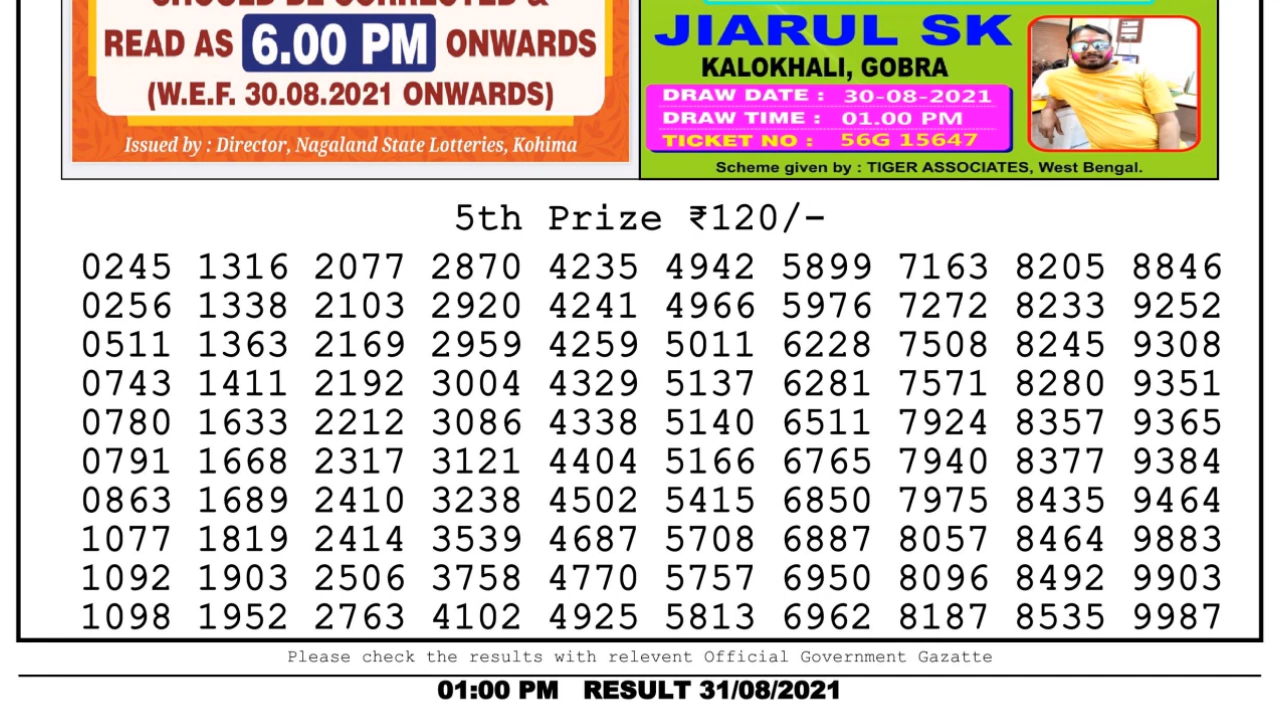 SHOULD BE CORRECTED &
READ AS 6.00 PM ONWARDS
(W.E.F. 30.08.2021 ONWARDS)
Issued by : Director, Nagaland State Lotteries, Kohima
JIARUL SK
KALOKHALI, GOBRA
DRAW DATE : 30-08-2021
DRAW TIME : 01.00 PM
TICKET NO : 56G 15647
Scheme given by : TIGER ASSOCIATES, West Bengal.
5th Prize ₹120/-
0245 1316 2077 2870 4235 4942 5899 7163 8205 8846
0256 1338 2103 2920 4241 4966 5976 7272 8233 9252
0511 1363 2169 2959 4259 5011 6228 7508 8245 9308
0743 1411 2192 3004 4329 5137 6281 7571 8280 9351
0780 1633 2212 3086 4338 5140 6511 7924 8357 9365
0791 1668 2317 3121 4404 5166 6765 7940 8377 9384
0863 1689 2410 3238 4502 5415 6850 7975 8435 9464
1077 1819 2414 3539 4687 5708 6887 8057 8464 9883
1092 1903 2506 3758 4770 5757 6950 8096 8492 9903
1098 1952 2763 4102 4925 5813 6962 8187 8535 9987
Please check the results with relevent Official Government Gazatte
01:00 PM RESULT 31/08/2021